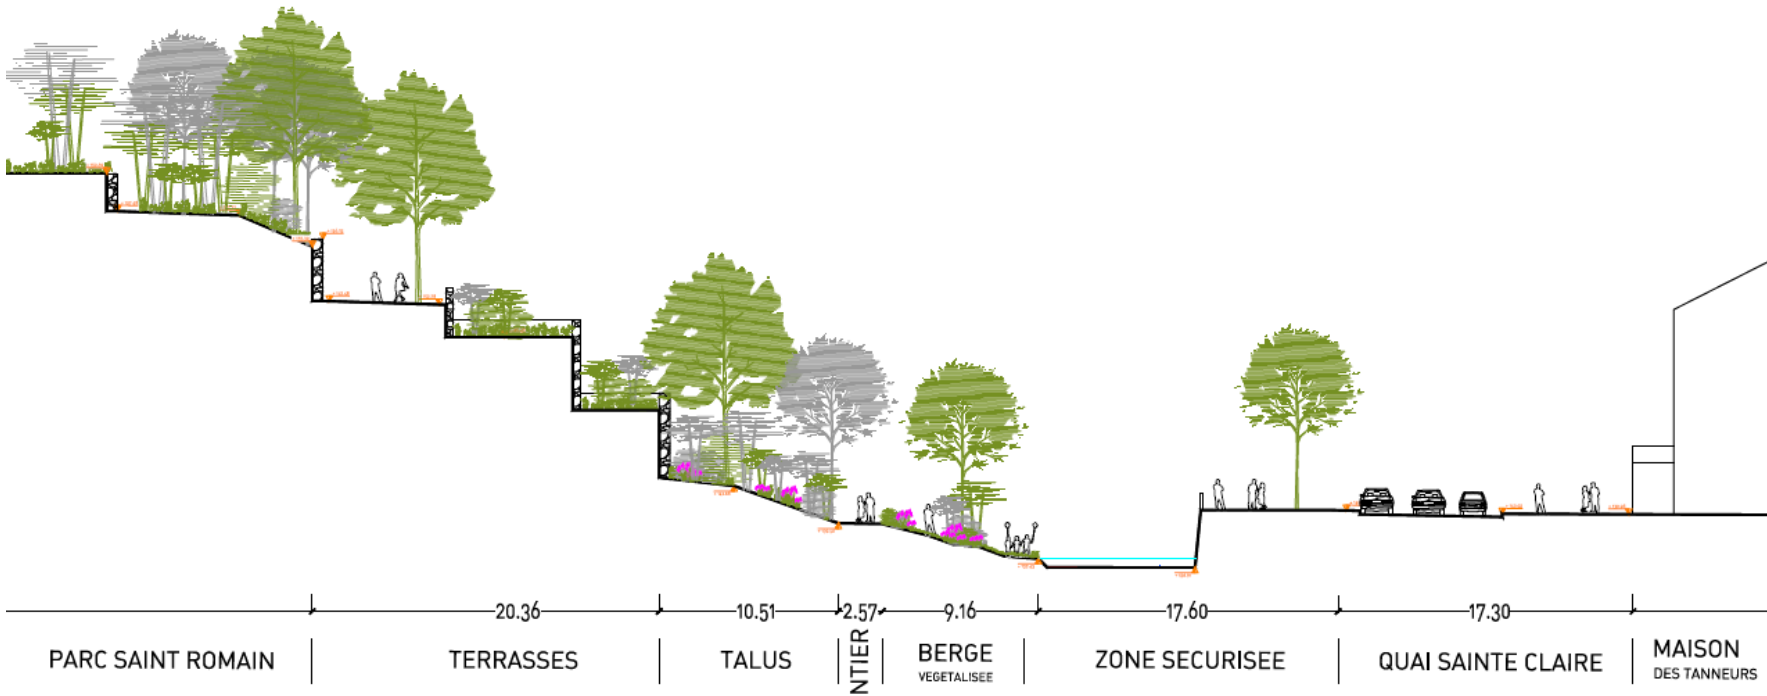 20.36
10.51
2.57
9.16
17.60
17.30
PARC SAINT ROMAIN
TERRASSES
TALUS
NTIER
BERGE
VEGETALISEE
ZONE SECURISEE
QUAI SAINTE CLAIRE
MAISON
DES TANNEURS